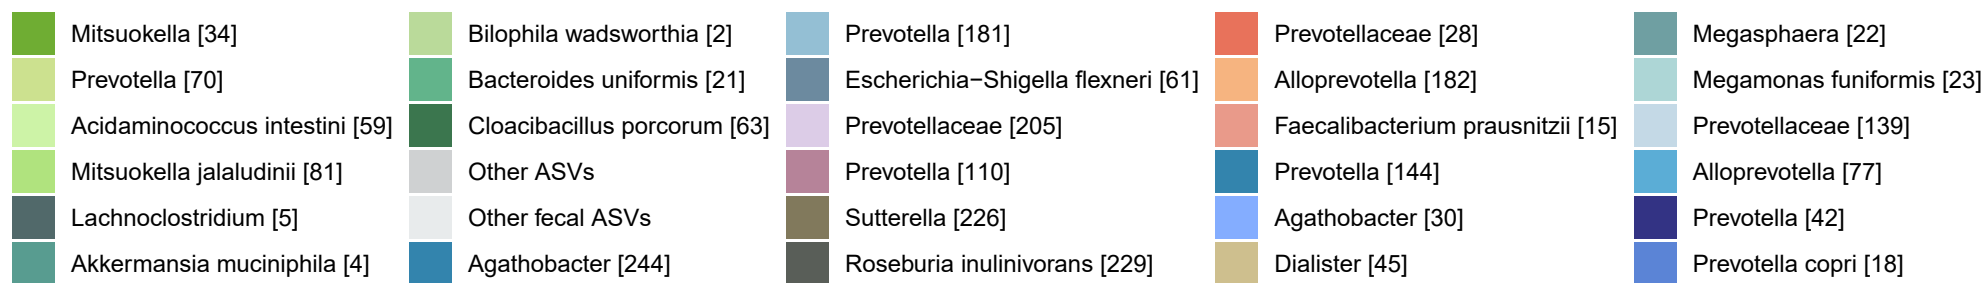 Mitsuokella [34]
Prevotella [70]
Acidaminococcus intestini [59]
Mitsuokella jalaludinii [81]
Lachnoclostridium [5]
Akkermansia muciniphila [4]
Bilophila wadsworthia [2]
Bacteroides uniformis [21]
Cloacibacillus porcorum [63]
Other ASVs
Other fecal ASVs
Agathobacter [244]
Prevotella [181]
Escherichia−Shigella flexneri [61]
Prevotellaceae [205]
Prevotella [110]
Sutterella [226]
Roseburia inulinivorans [229]
Prevotellaceae [28]
Alloprevotella [182]
Faecalibacterium prausnitzii [15]
Prevotella [144]
Agathobacter [30]
Dialister [45]
Megasphaera [22]
Megamonas funiformis [23]
Prevotellaceae [139]
Alloprevotella [77]
Prevotella [42]
Prevotella copri [18]